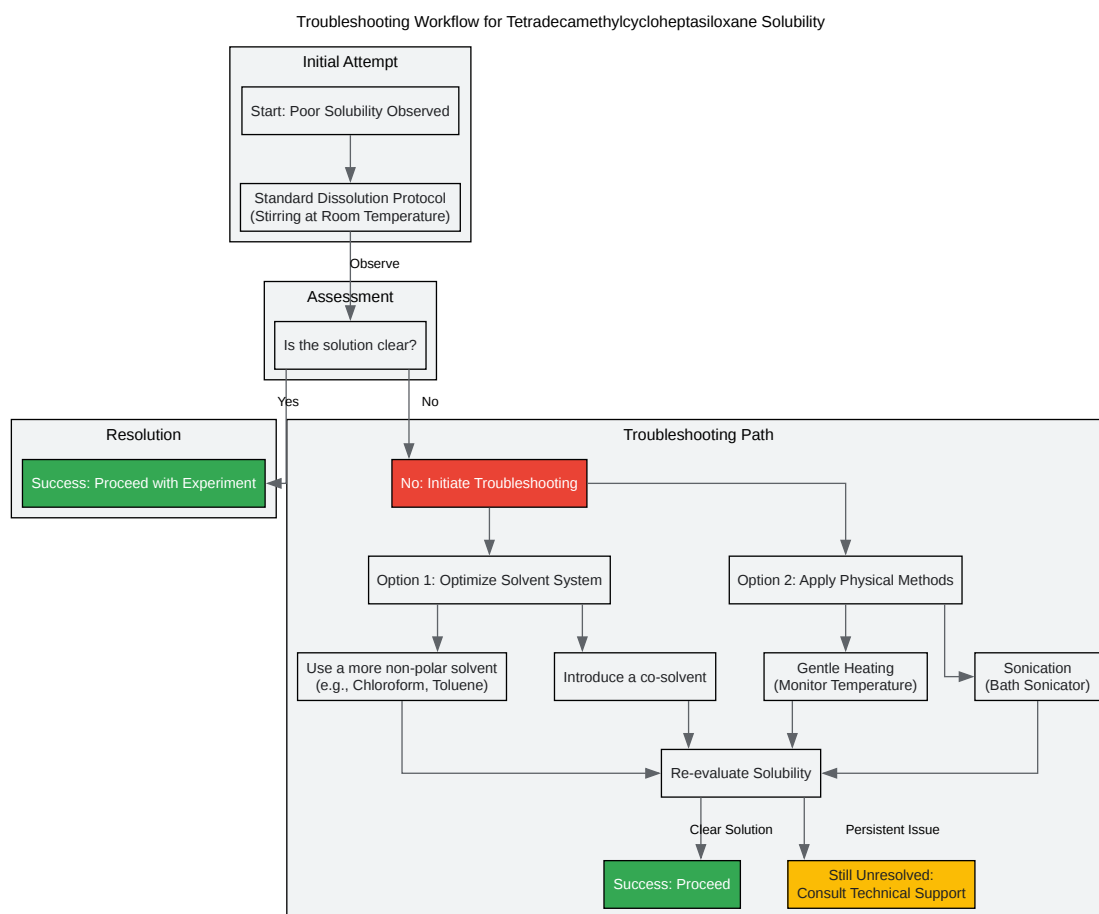 Troubleshooting Workflow for Tetradecamethylcycloheptasiloxane Solubility
Initial Attempt
Start: Poor Solubility Observed
Standard Dissolution Protocol
(Stirring at Room Temperature)
Observe
Assessment
Is the solution clear?
Yes
No
Resolution
Success: Proceed with Experiment
Troubleshooting Path
No: Initiate Troubleshooting
Option 1: Optimize Solvent System
Option 2: Apply Physical Methods
Use a more non-polar solvent
(e.g., Chloroform, Toluene)
Introduce a co-solvent
Gentle Heating
(Monitor Temperature)
Sonication
(Bath Sonicator)
Re-evaluate Solubility
Clear Solution
Persistent Issue
Success: Proceed
Still Unresolved:
Consult Technical Support